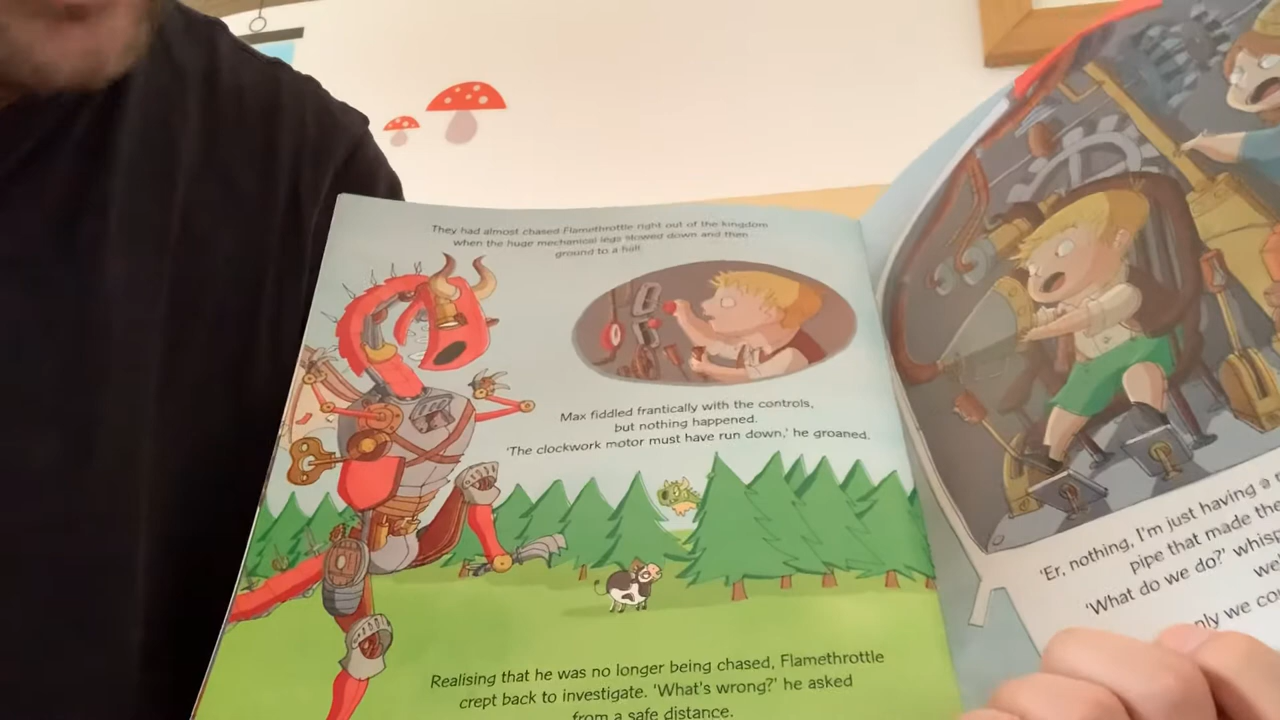 They had almost chased Flamethrottle right out of the kingdom
when the huge mechanical legs slowed down and then
ground to a halt.
Max fiddled frantically with the controls,
but nothing happened.
'The clockwork motor must have run down,' he groaned.
Realising that he was no longer being chased, Flamethrottle
crept back to investigate. 'What's wrong?' he asked
from a safe distance.
'Er, nothing, I'm just having a
pipe that made the
'What do we do?'
we
only we